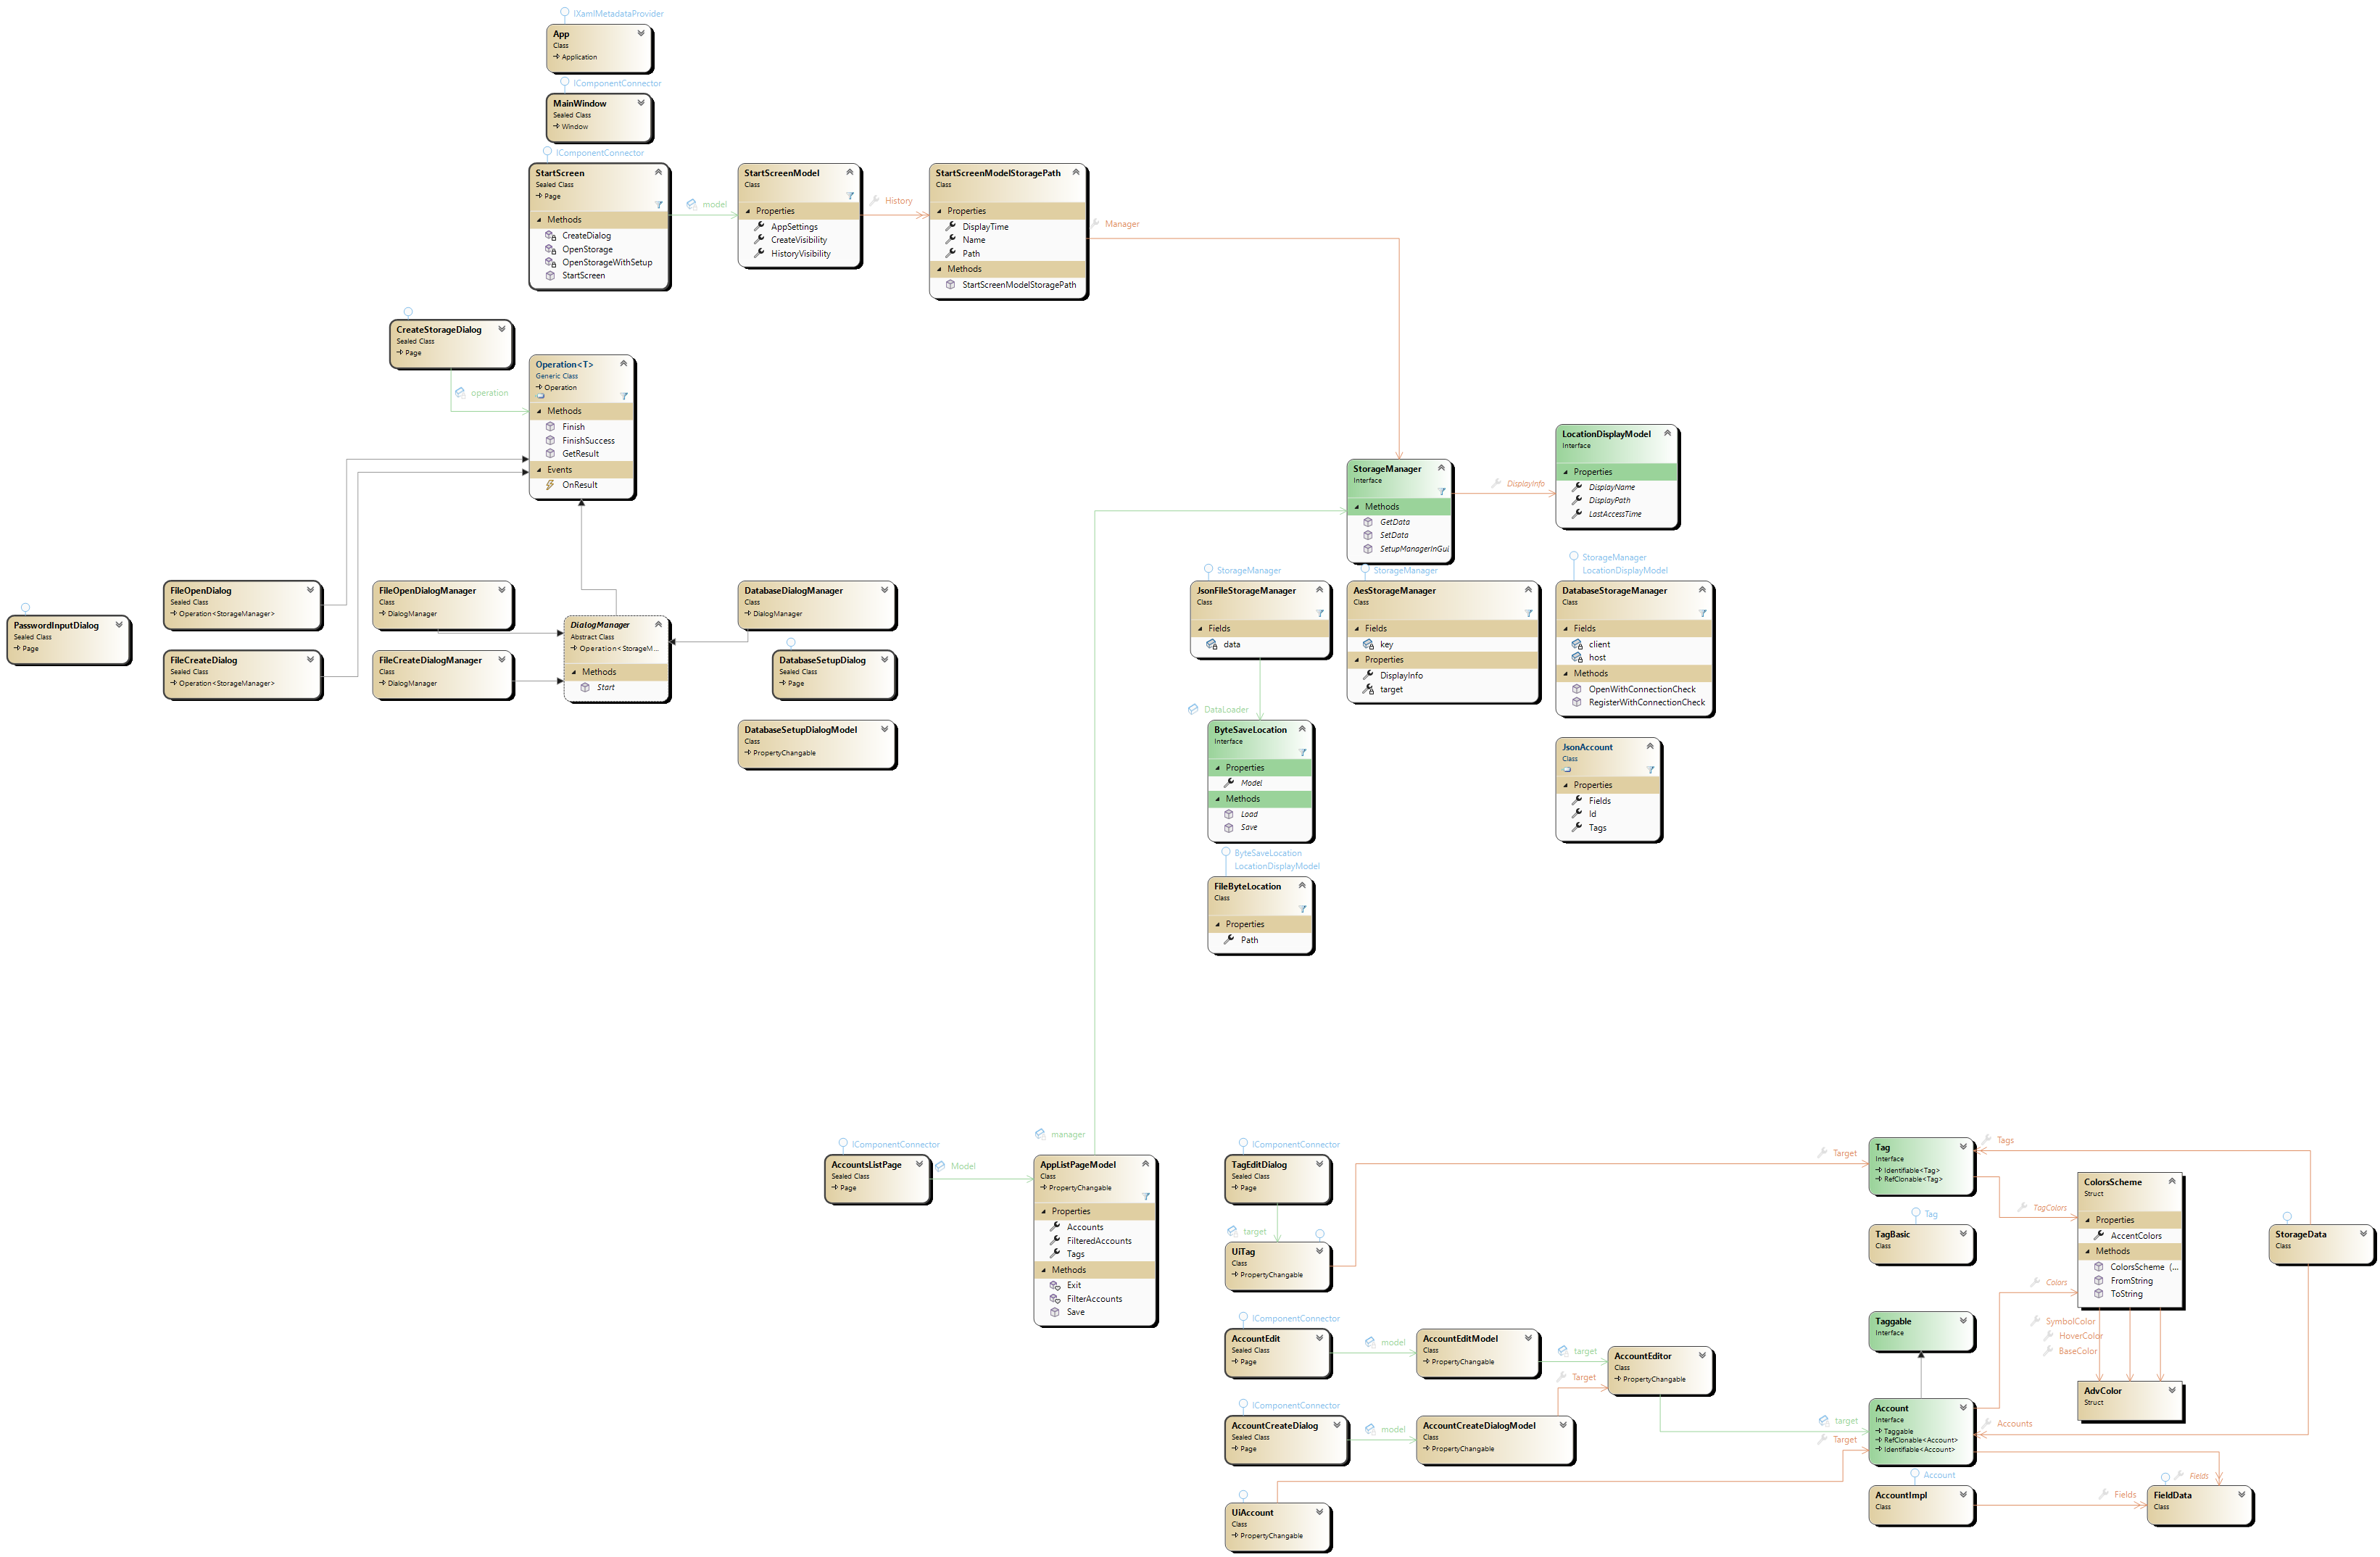 IXamlMetadataProvider
App
Class
Application
IComponentConnector
MainWindow
Sealed Class
Window
IComponentConnector
StartScreen
Sealed Class
Page
Methods
CreateDialog
OpenStorage
OpenStorageWithSetup
StartScreen
model
StartScreenModel
Class
Properties
AppSettings
CreateVisibility
HistoryVisibility
History
StartScreenModelStoragePath
Class
Properties
DisplayTime
Name
Path
Methods
StartScreenModelStoragePath
Manager
CreateStorageDialog
Sealed Class
Page
operation
Operation<T>
Generic Class
Operation
Methods
Finish
FinishSuccess
GetResult
Events
OnResult
LocationDisplayModel
Interface
Properties
DisplayName
DisplayPath
LastAccessTime
StorageManager
Interface
Methods
GetData
SetData
SetupManagerInGui
DisplayInfo
PasswordInputDialog
Sealed Class
Page
FileOpenDialog
Sealed Class
Operation<StorageManager>
FileCreateDialog
Sealed Class
Operation<StorageManager>
FileOpenDialogManager
Class
DialogManager
FileCreateDialogManager
Class
DialogManager
DialogManager
Abstract Class
Operation<StorageM...
Methods
Start
DatabaseDialogManager
Class
DialogManager
DatabaseSetupDialog
Sealed Class
Page
DatabaseSetupDialogModel
Class
PropertyChangable
StorageManager
JsonFileStorageManager
Class
Fields
data
StorageManager
AesStorageManager
Class
Fields
key
Properties
DisplayInfo
target
StorageManager
LocationDisplayModel
DatabaseStorageManager
Class
Fields
client
host
Methods
OpenWithConnectionCheck
RegisterWithConnectionCheck
DataLoader
ByteSaveLocation
Interface
Properties
Model
Methods
Load
Save
JsonAccount
Class
Properties
Fields
Id
Tags
ByteSaveLocation
LocationDisplayModel
FileByteLocation
Class
Properties
Path
IComponentConnector
AccountsListPage
Sealed Class
Page
Model
manager
AppListPageModel
Class
PropertyChangable
Properties
Accounts
FilteredAccounts
Tags
Methods
Exit
FilterAccounts
Save
IComponentConnector
TagEditDialog
Sealed Class
Page
target
UiTag
Class
PropertyChangable
IComponentConnector
AccountEdit
Sealed Class
Page
model
AccountEditModel
Class
PropertyChangable
target
Target
AccountEditor
Class
PropertyChangable
IComponentConnector
AccountCreateDialog
Sealed Class
Page
model
AccountCreateDialogModel
Class
PropertyChangable
UiAccount
Class
PropertyChangable
Target
Tag
Interface
Identifiable<Tag>
RefClonable<Tag>
Tags
TagColors
Tag
TagBasic
Class
ColorsScheme
Struct
Properties
AccentColors
Methods
ColorsScheme (...
FromString
ToString
StorageData
Class
Colors
Taggable
Interface
SymbolColor
HoverColor
BaseColor
AdvColor
Struct
target
Target
Account
Interface
Taggable
RefClonable<Account>
Identifiable<Account>
Accounts
Account
AccountImpl
Class
Fields
Fields
FieldData
Class